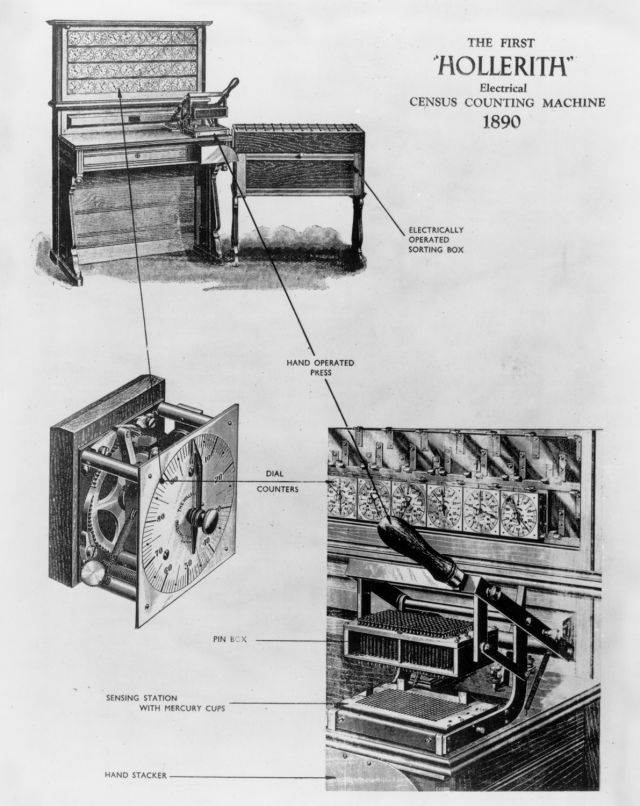 THE FIRST
"HOLLERITH"
Electrical
CENSUS COUNTING MACHINE
1890
ELECTRICALLY
OPERATED
SORTING BOX
HAND OPERATED
PRESS
DIAL
COUNTERS
PIN BOX
SENSING STATION
WITH MERCURY CUPS
HAND STACKER